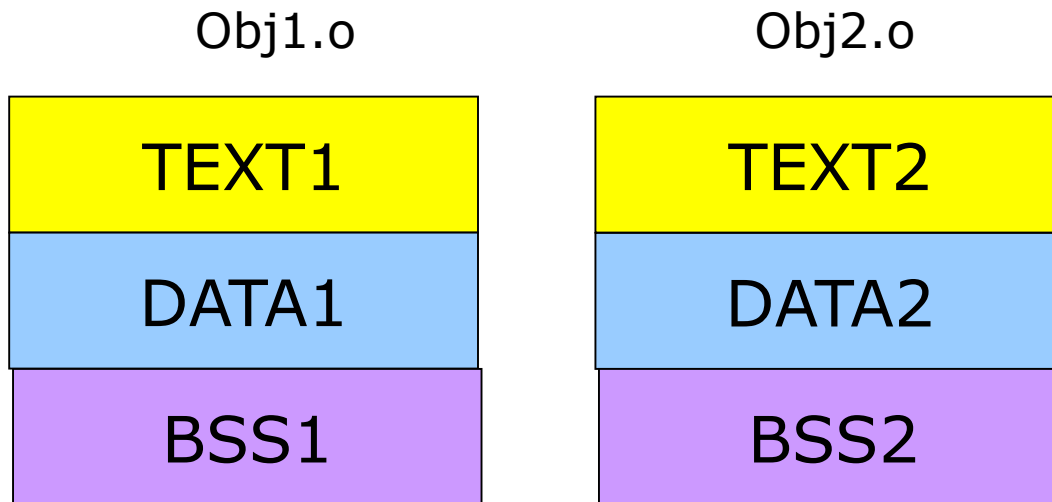 Obj1.o
Obj2.o
TEXT1
TEXT2
DATA1
DATA2
BSS1
BSS2